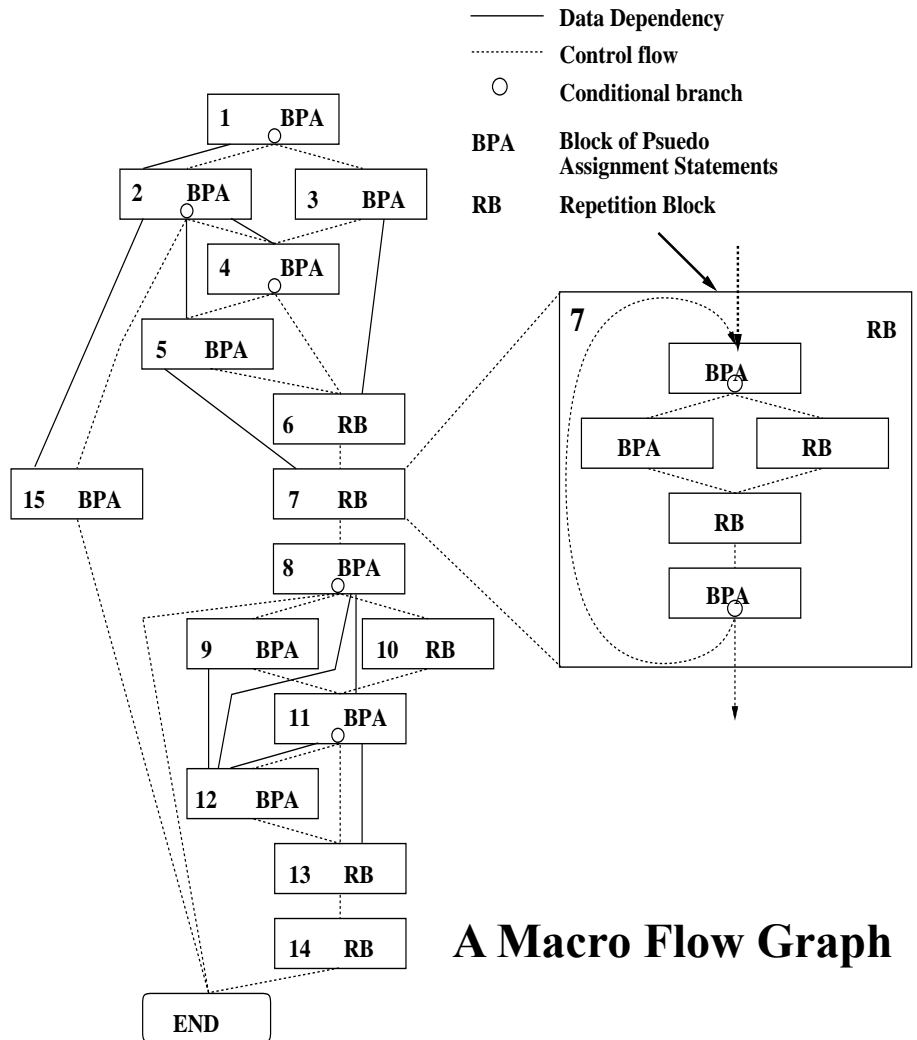 Data Dependency
Control flow
Conditional branch
BPA Block of Psuedo
Assignment Statements
RB Repetition Block
1 BPA
2 BPA
3 BPA
4 BPA
5 BPA
6 RB
15 BPA
7 RB
8 BPA
9 BPA
10 RB
11 BPA
12 BPA
13 RB
14 RB
END
7
RB
BPA
BPA
RB
RB
BPA
A Macro Flow Graph